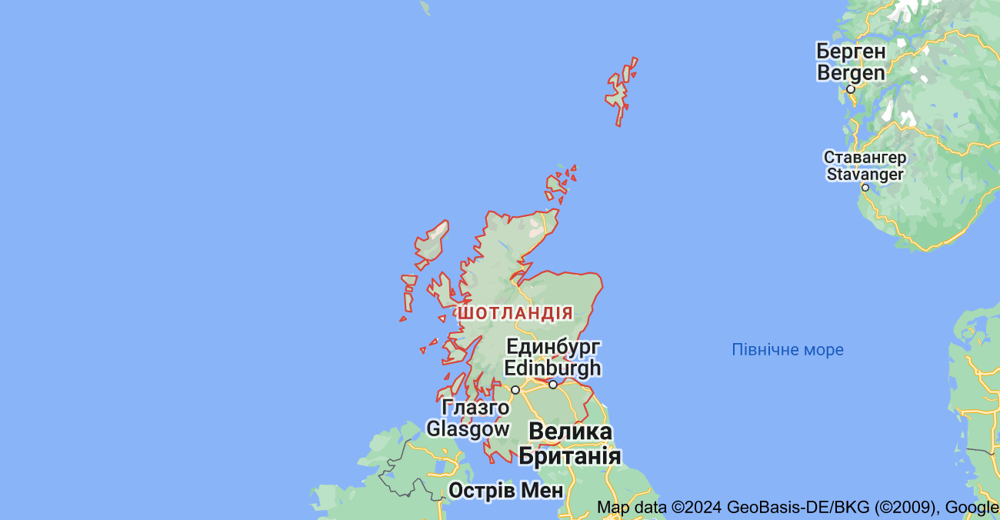 Берген
Bergen
Ставангер
Stavanger
ШОТЛАНДІЯ
Единбург
Edinburgh
Північне море
Глазго
Glasgow
Велика
Британія
Острів Мен
Map data ©2024 GeoBasis-DE/BKG (©2009), Google